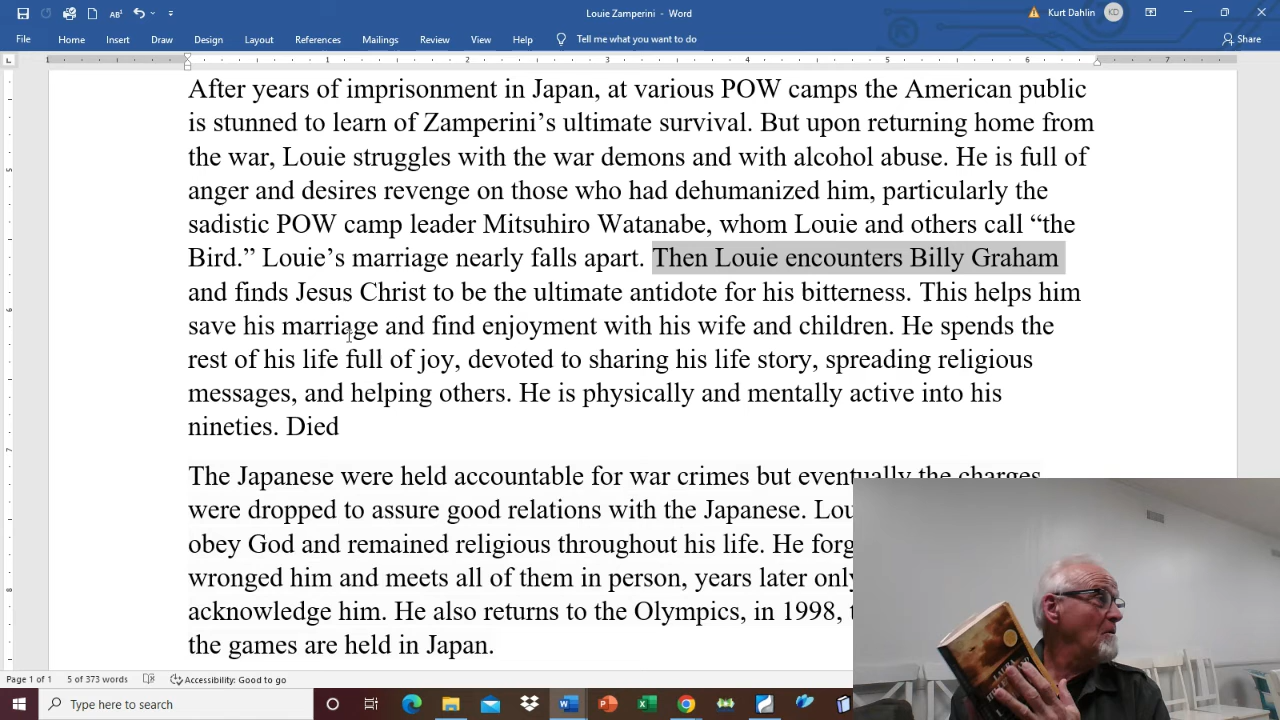 Louie Zamperini - Word
Kurt Dahlin
KD
File Home Insert Draw Design Layout References Mailings Review View Help Tell me what you want to do
Share
1 1 2 3 4 5 6 7
After years of imprisonment in Japan, at various POW camps the American public
is stunned to learn of Zamperini’s ultimate survival. But upon returning home from
the war, Louie struggles with the war demons and with alcohol abuse. He is full of
anger and desires revenge on those who had dehumanized him, particularly the
sadistic POW camp leader Mitsuhiro Watanabe, whom Louie and others call “the
Bird.” Louie’s marriage nearly falls apart. Then Louie encounters Billy Graham
and finds Jesus Christ to be the ultimate antidote for his bitterness. This helps him
save his marriage and find enjoyment with his wife and children. He spends the
rest of his life full of joy, devoted to sharing his life story, spreading religious
messages, and helping others. He is physically and mentally active into his
nineties. Died
The Japanese were held accountable for war crimes but eventually the charges
were dropped to assure good relations with the Japanese. Lou
obey God and remained religious throughout his life. He forg
wronged him and meets all of them in person, years later only
acknowledge him. He also returns to the Olympics, in 1998, t
the games are held in Japan.
Page 1 of 1 5 of 373 words Accessibility: Good to go
Type here to search